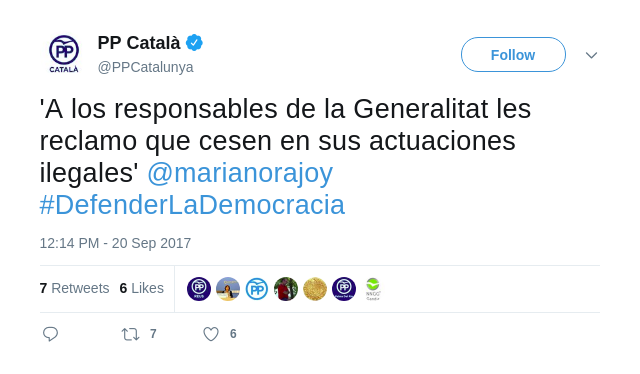 PP Català
@PPCatalunya
Follow
PP
CATALÀ
'A los responsables de la Generalitat les
reclamo que cesen en sus actuaciones
ilegales' @marianorajoy
#DefenderLaDemocracia
12:14 PM - 20 Sep 2017
7 Retweets 6 Likes
7 6